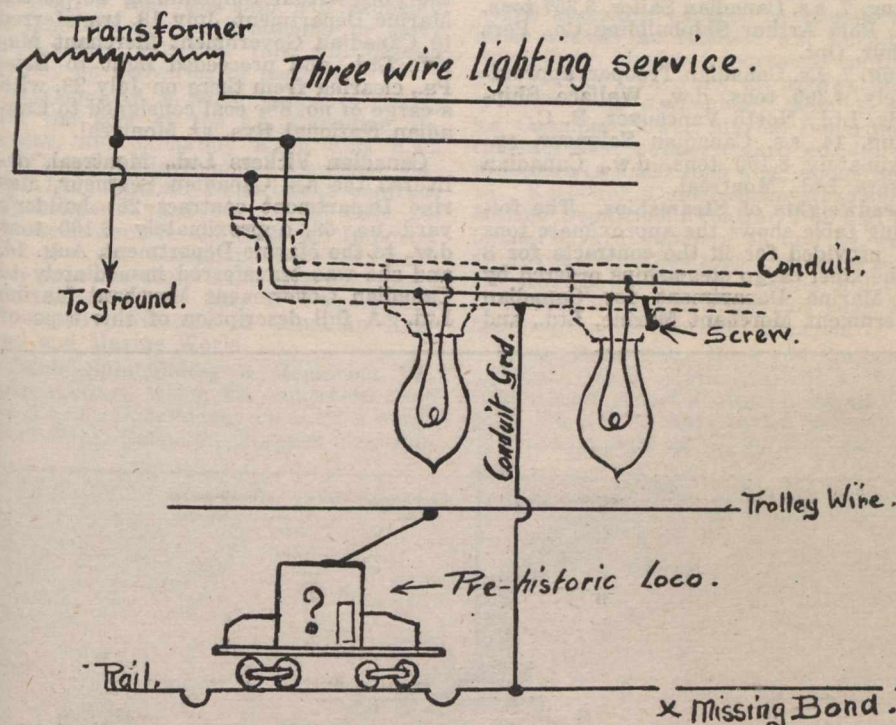 Transformer
Three wire lighting service.
Conduit.
To Ground.
Screw.
Conduit Grd.
Trolley Wire.
Pre-historic Loco.
?
Rail.
x Missing Bond.